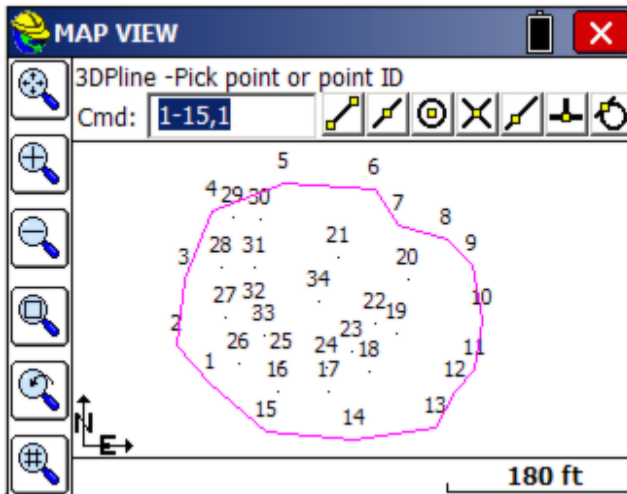 MAP VIEW
3DPline -Pick point or point ID
Cmd: 1-15,1
5 6
4 29 30
7
8
21 9
28 31
3 20
34
27 32 10
22 19
33
2 23
26 25 24 18 11
1 16 17 12
15 14 13
N
E
180 ft